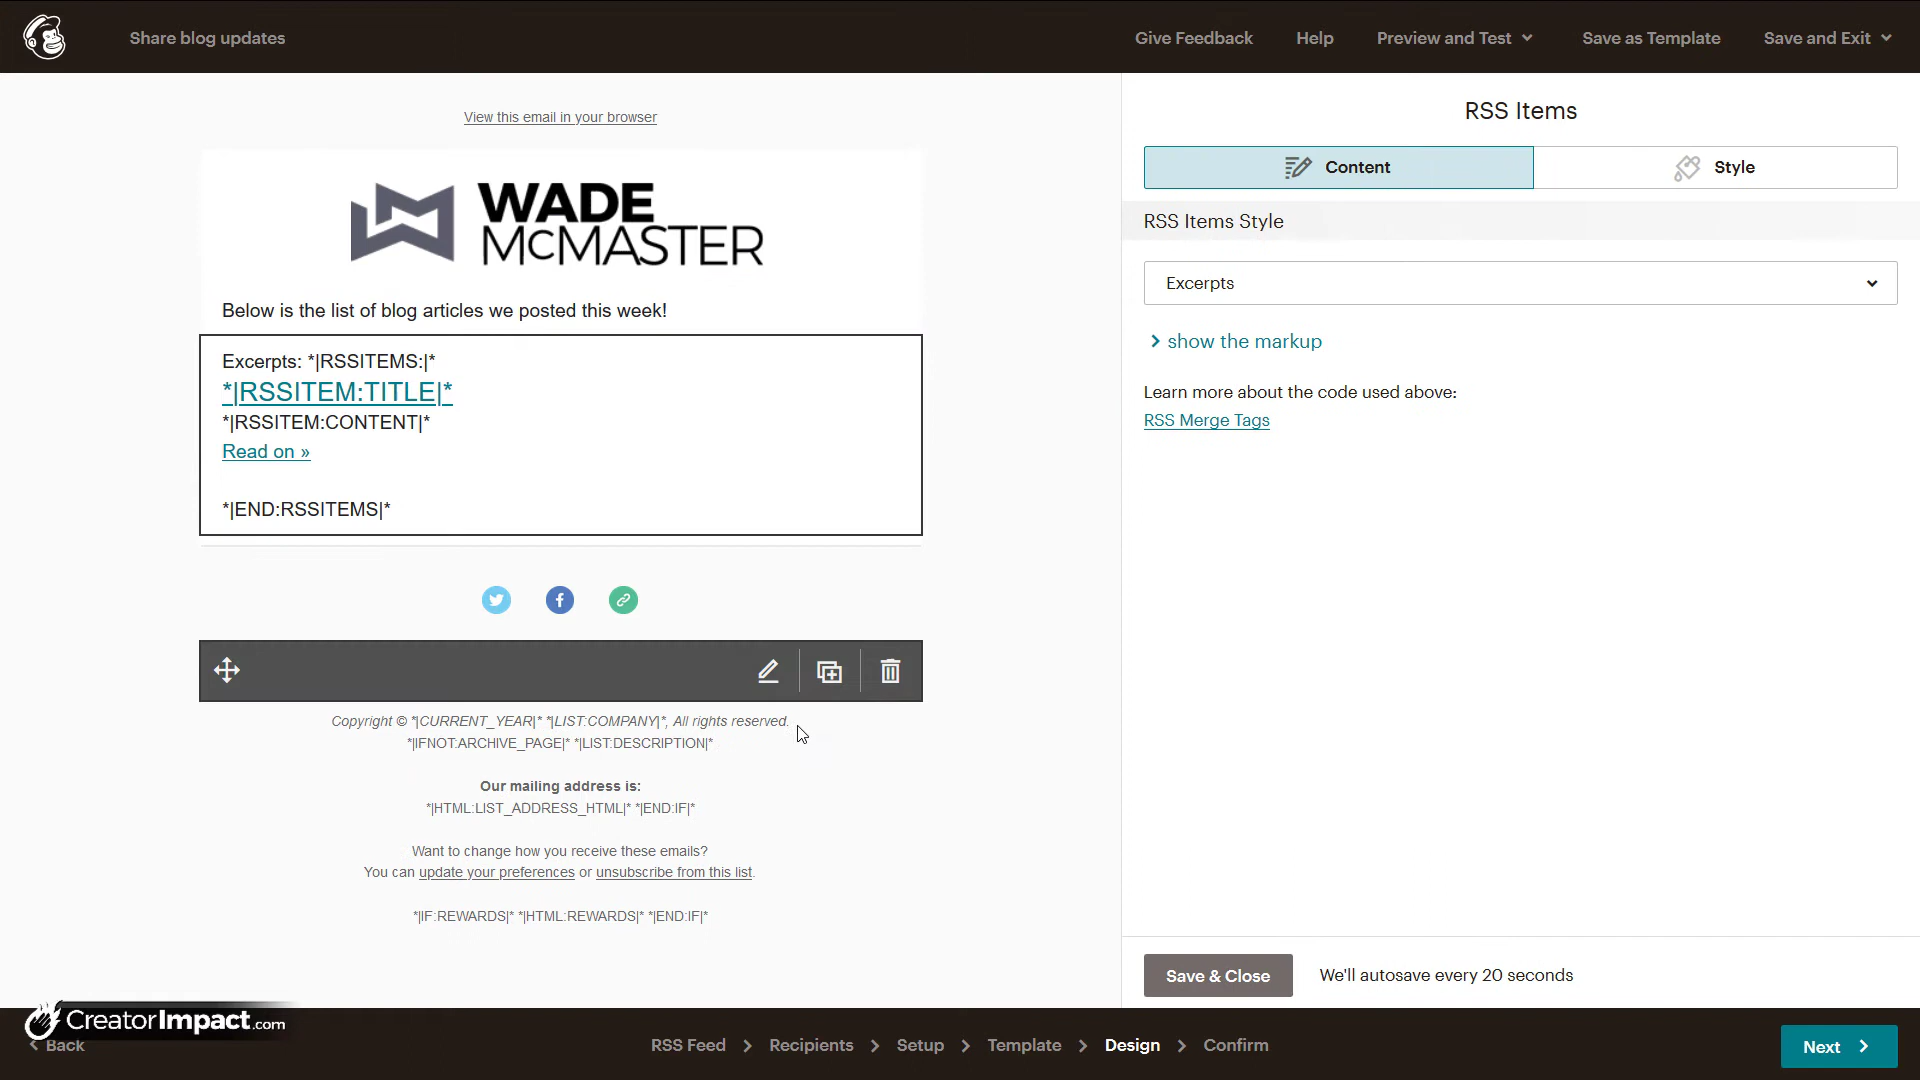 Share blog updates
Give Feedback
Help
Preview and Test
Save as Template
Save and Exit
View this email in your browser
WADE
MCMASTER
Below is the list of blog articles we posted this week!
Excerpts: *|RSSITEMS:|*
*|RSSITEM:TITLE|*
*|RSSITEM:CONTENT|*
Read on »
*|END:RSSITEMS|*
Copyright © *|CURRENT_YEAR|* *|LIST:COMPANY|*, All rights reserved.
*|IFNOT:ARCHIVE_PAGE|* *|LIST:DESCRIPTION|*
Our mailing address is:
*|HTML:LIST_ADDRESS_HTML|* *|END:IF|*
Want to change how you receive these emails?
You can update your preferences or unsubscribe from this list.
*|IF:REWARDS|* *|HTML:REWARDS|* *|END:IF|*
RSS Items
Content
Style
RSS Items Style
Excerpts
show the markup
Learn more about the code used above:
RSS Merge Tags
Save & Close
We'll autosave every 20 seconds
CreatorImpact.com
Back
RSS Feed
Recipients
Setup
Template
Design
Confirm
Next